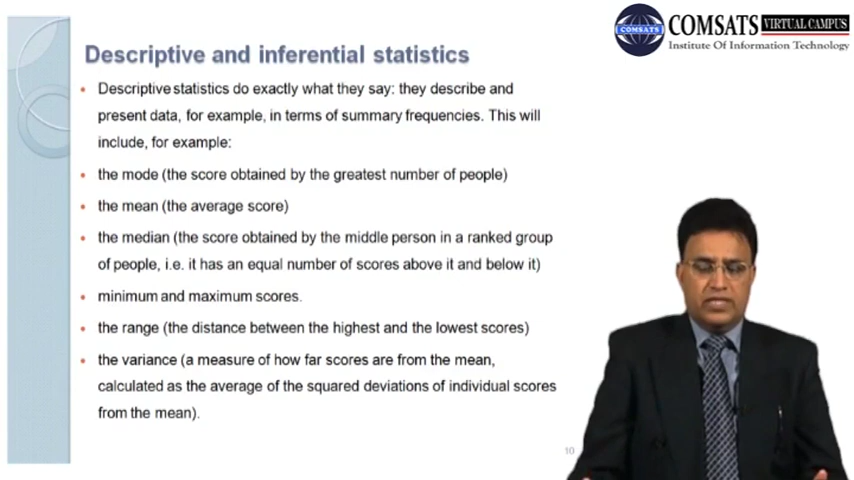 COMSATS VIRTUAL CAMPUS
COMSATS
Institute Of Information Technology
Descriptive and inferential statistics
Descriptive statistics do exactly what they say: they describe and
present data, for example, in terms of summary frequencies. This will
include, for example:
the mode (the score obtained by the greatest number of people)
the mean (the average score)
the median (the score obtained by the middle person in a ranked group
of people, i.e. it has an equal number of scores above it and below it)
minimum and maximum scores.
the range (the distance between the highest and the lowest scores)
the variance (a measure of how far scores are from the mean,
calculated as the average of the squared deviations of individual scores
from the mean).
10